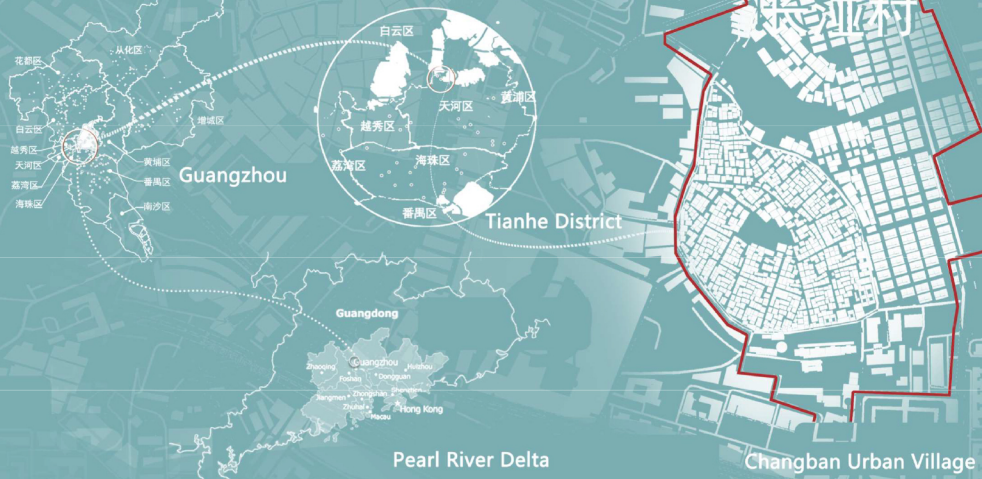 从化区
花都区
白云区
增城区
越秀区
天河区
荔湾区
海珠区
黄埔区
番禺区
南沙区
Guangzhou
白云区
天河区
黄埔区
越秀区
荔湾区
海珠区
番禺区
Tianhe District
村
Guangdong
Guangzhou
Zhaoqing
Huizhou
Foshan
Dongguan
Shenzhen
Jiangmen
Zhongshan
Zhuhai
Hong Kong
Macau
Pearl River Delta
Changban Urban Village